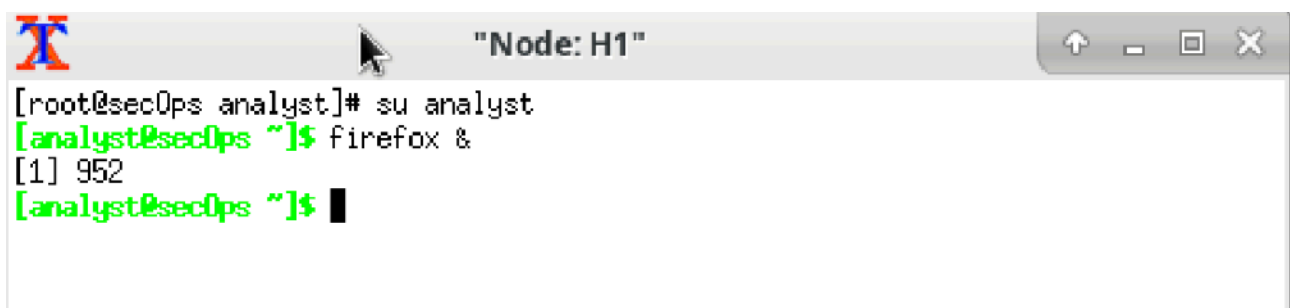 "Node: H1"
[root@secOps analyst]# su analyst
[analyst@secOps ~]$ firefox &
[1] 952
[analyst@secOps ~]$